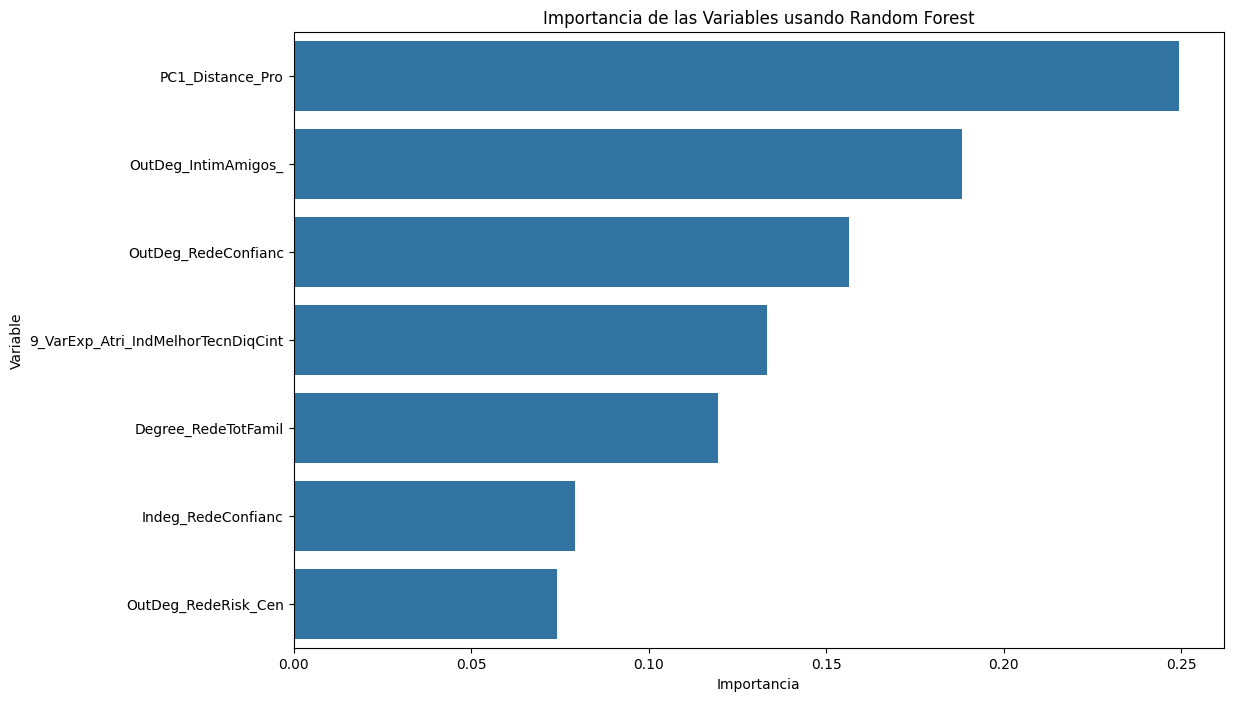 Importancia de las Variables usando Random Forest
Variable
PC1_Distance_Pro
OutDeg_IntimAmigos_
OutDeg_RedeConfianc
9_VarExp_Atri_IndMelhorTecnDiqCint
Degree_RedeTotFamil
Indeg_RedeConfianc
OutDeg_RedeRisk_Cen
0.00 0.05 0.10 0.15 0.20 0.25
Importancia